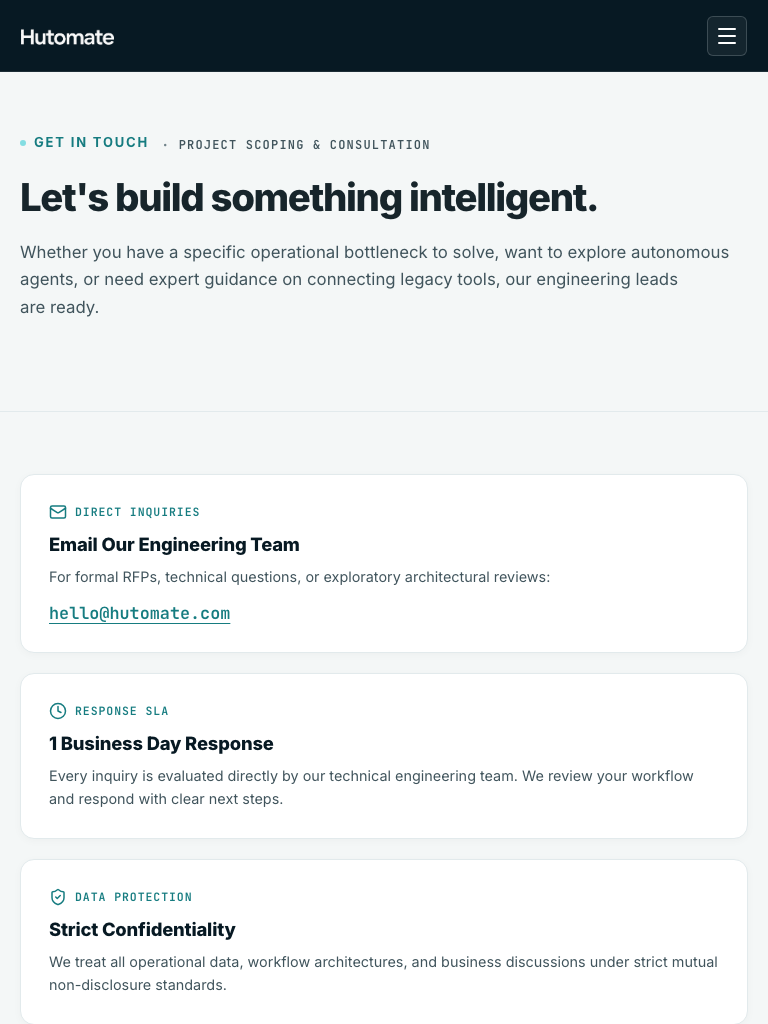 Hutomate
GET IN TOUCH · PROJECT SCOPING & CONSULTATION
Let's build something intelligent.
Whether you have a specific operational bottleneck to solve, want to explore autonomous
agents, or need expert guidance on connecting legacy tools, our engineering leads
are ready.
DIRECT INQUIRIES
Email Our Engineering Team
For formal RFPs, technical questions, or exploratory architectural reviews:
hello@hutomate.com
RESPONSE SLA
1 Business Day Response
Every inquiry is evaluated directly by our technical engineering team. We review your workflow
and respond with clear next steps.
DATA PROTECTION
Strict Confidentiality
We treat all operational data, workflow architectures, and business discussions under strict mutual
non-disclosure standards.